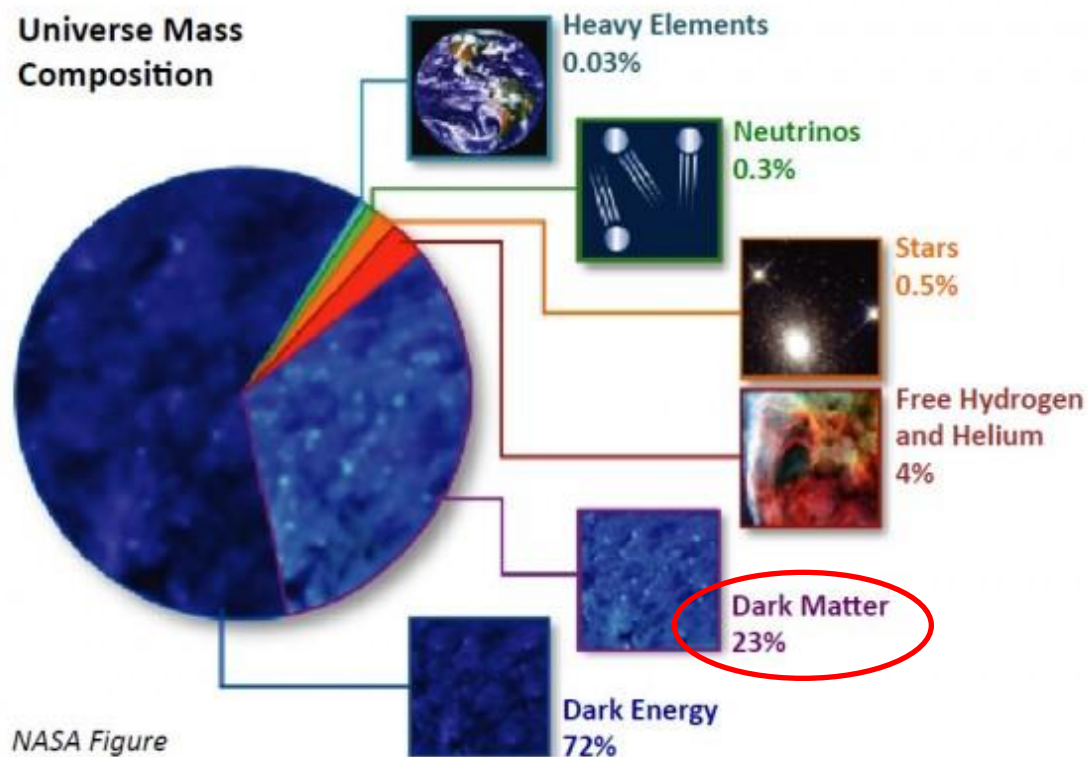 Universe Mass
Composition
Heavy Elements
0.03%
Neutrinos
0.3%
Stars
0.5%
Free Hydrogen
and Helium
4%
Dark Matter
23%
Dark Energy
72%
NASA Figure